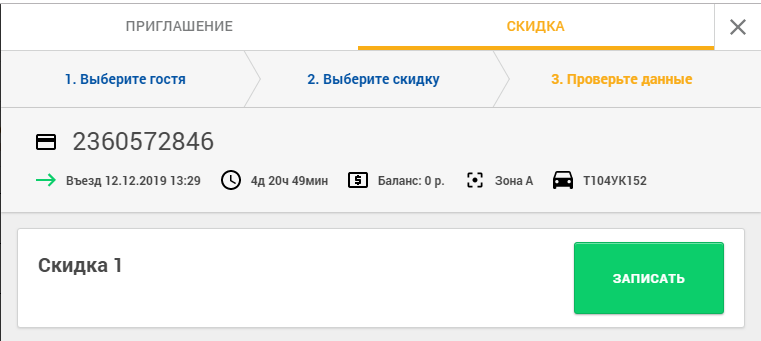 ПРИГЛАШЕНИЕ СКИДКА
1. Выберите гостя 2. Выберите скидку 3. Проверьте данные
2360572846
Въезд 12.12.2019 13:29 4д 20ч 49мин Баланс: 0 р. Зона А Т104УК152
Скидка 1 ЗАПИСАТЬ